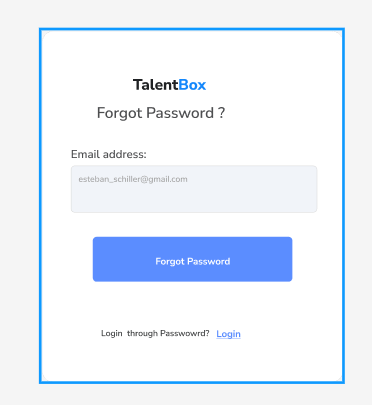 TalentBox
Forgot Password ?
Email address:
esteban_schiller@gmail.com
Forgot Password
Login through Passwowrd? Login